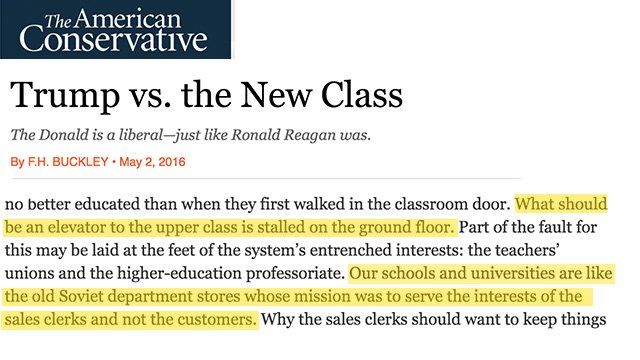 The American
Conservative
Trump vs. the New Class
The Donald is a liberal—just like Ronald Reagan was.
By F.H. BUCKLEY • May 2, 2016
no better educated than when they first walked in the classroom door. What should
be an elevator to the upper class is stalled on the ground floor. Part of the fault for
this may be laid at the feet of the system's entrenched interests: the teachers'
unions and the higher-education professoriate. Our schools and universities are like
the old Soviet department stores whose mission was to serve the interests of the
sales clerks and not the customers. Why the sales clerks should want to keep things